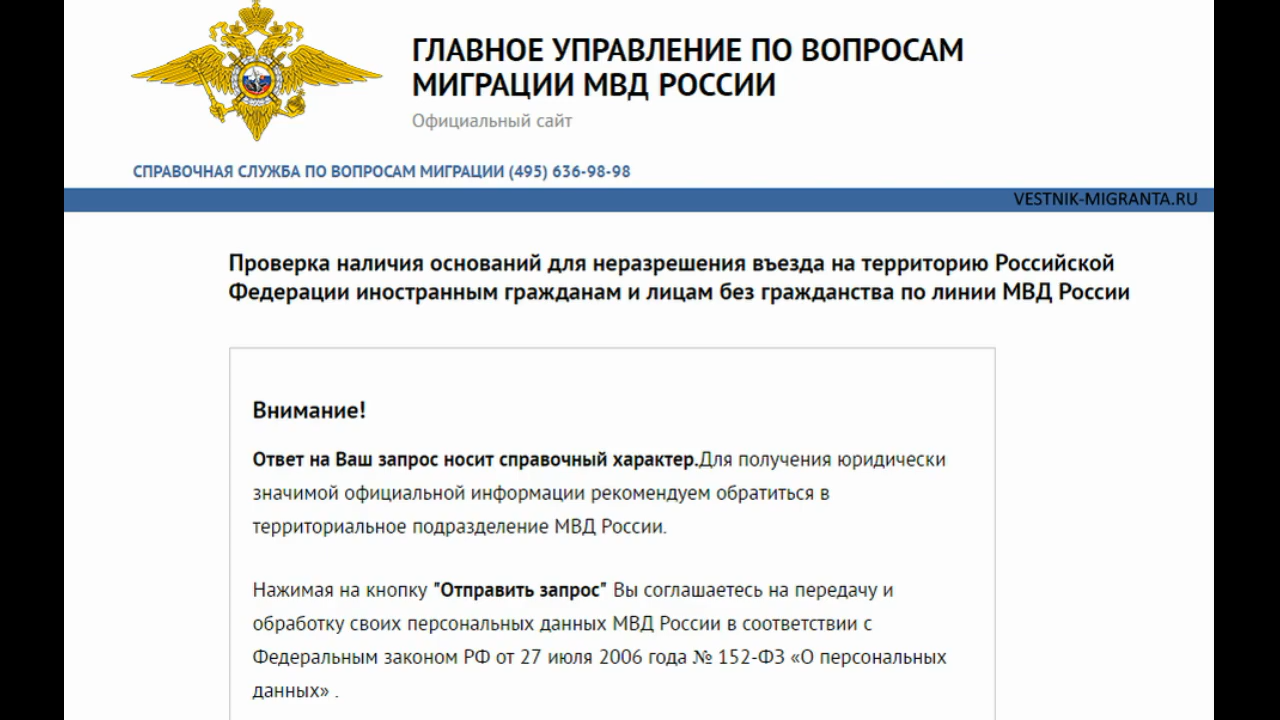 ГЛАВНОЕ УПРАВЛЕНИЕ ПО ВОПРОСАМ
МИГРАЦИИ МВД РОССИИ
Официальный сайт
СПРАВОЧНАЯ СЛУЖБА ПО ВОПРОСАМ МИГРАЦИИ (495) 636-98-98
VESTNIK-MIGRANTA.RU
Проверка наличия оснований для неразрешения въезда на территорию Российской
Федерации иностранным гражданам и лицам без гражданства по линии МВД России
Внимание!
Ответ на Ваш запрос носит справочный характер.Для получения юридически
значимой официальной информации рекомендуем обратиться в
территориальное подразделение МВД России.
Нажимая на кнопку "Отправить запрос" Вы соглашаетесь на передачу и
обработку своих персональных данных МВД России в соответствии с
Федеральным законом РФ от 27 июля 2006 года № 152-ФЗ «О персональных
данных» .